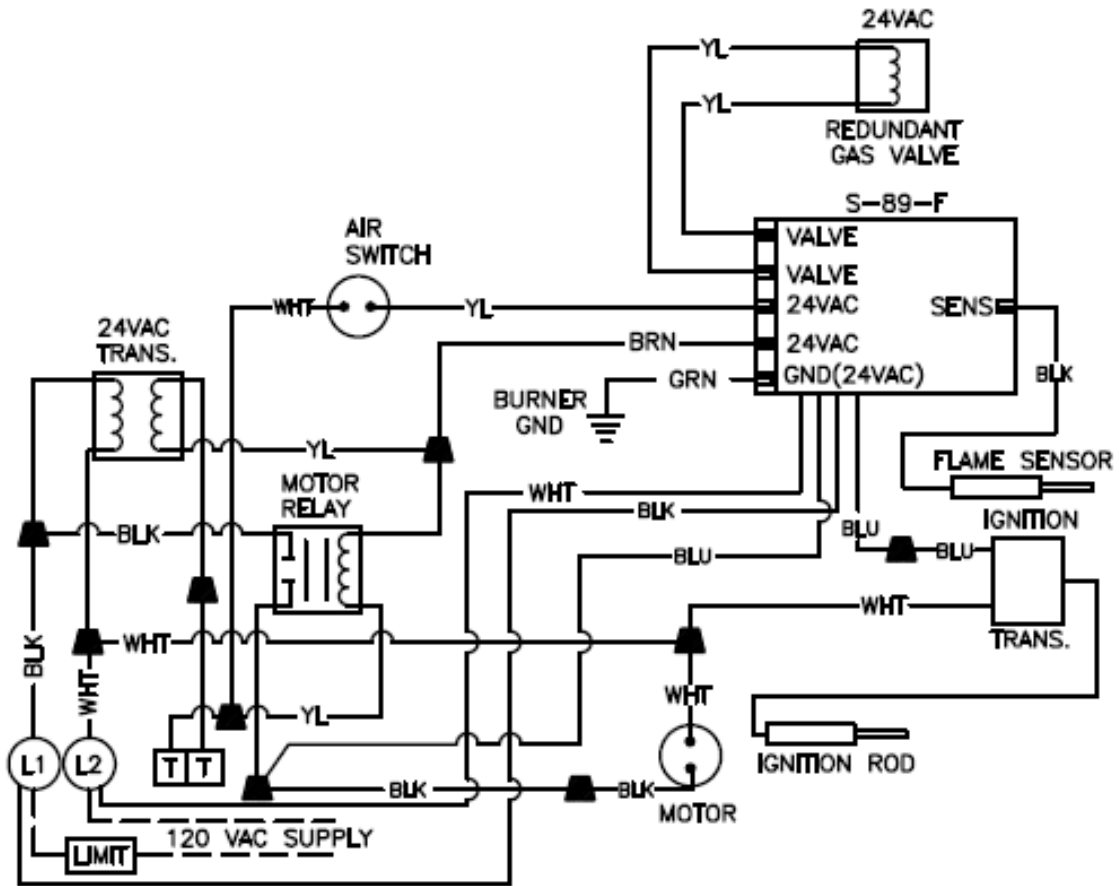 24VAC
YL
YL
REDUNDANT
GAS VALVE
S-89-F
AIR
SWITCH
VALVE
VALVE
WHT
YL
24VAC
SENS
24VAC
TRANS.
BRN
24VAC
GRN
GND(24VAC)
BLK
BURNER
GND
YL
FLAME SENSOR
MOTOR
RELAY
WHT
BLK
BLK
IGNITION
BLU
BLU
BLU
WHT
TRANS.
BLK
WHT
WHT
WHT
YL
L1
L2
T
T
IGNITION ROD
BLK
BLK
MOTOR
120 VAC SUPPLY
LIMIT